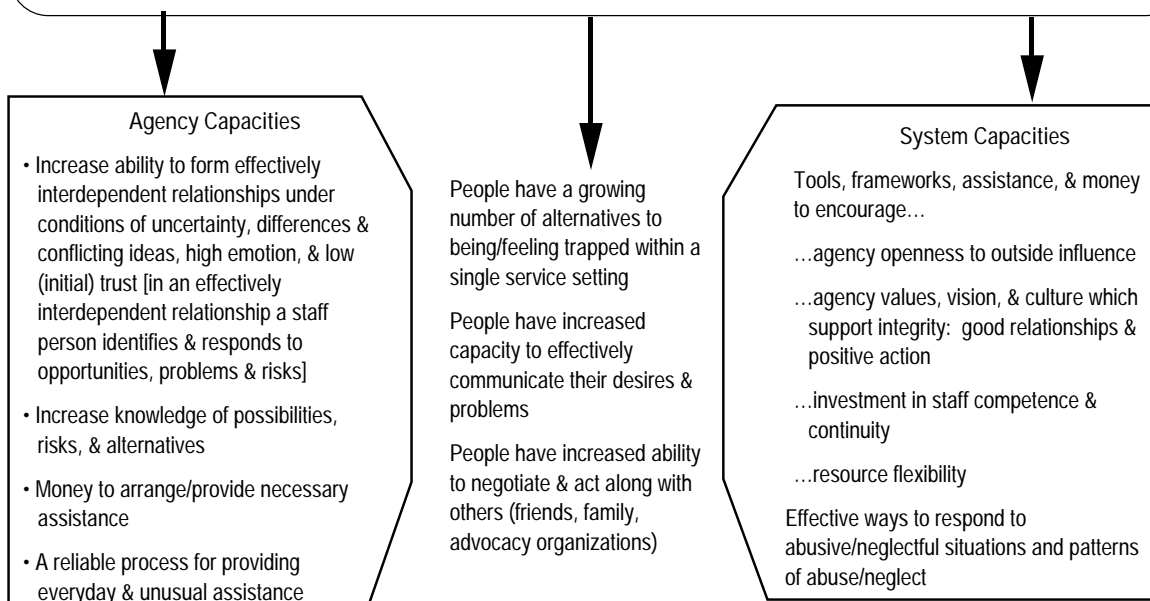 Agency Capacities
• Increase ability to form effectively
interdependent relationships under
conditions of uncertainty, differences &
conflicting ideas, high emotion, & low
(initial) trust [in an effectively
interdependent relationship a staff
person identifies & responds to
opportunities, problems & risks]
• Increase knowledge of possibilities,
risks, & alternatives
• Money to arrange/provide necessary
assistance
• A reliable process for providing
everyday & unusual assistance
People have a growing
number of alternatives to
being/feeling trapped within a
single service setting
People have increased
capacity to effectively
communicate their desires &
problems
People have increased ability
to negotiate & act along with
others (friends, family,
advocacy organizations)
System Capacities
Tools, frameworks, assistance, & money
to encourage…
…agency openness to outside influence
…agency values, vision, & culture which
support integrity:  good relationships &
positive action
…investment in staff competence &
continuity
…resource flexibility
Effective ways to respond to
abusive/neglectful situations and patterns
of abuse/neglect